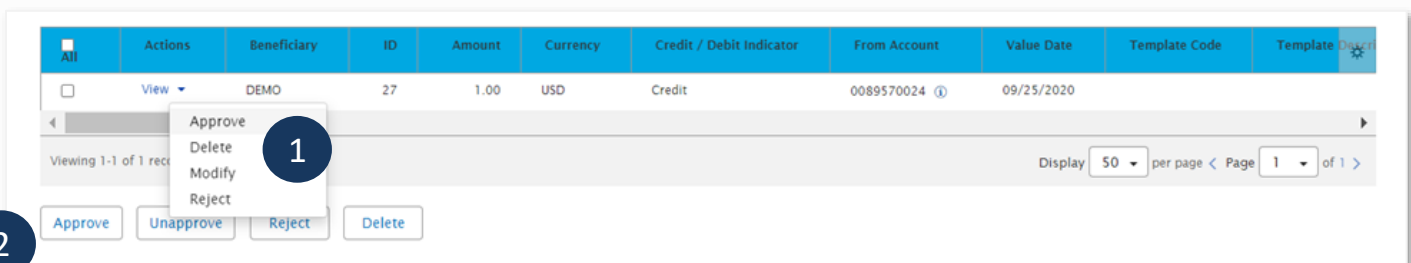 All Actions Beneficiary ID Amount Currency Credit / Debit Indicator From Account Value Date Template Code Template Descri
View DEMO 27 1.00 USD Credit 0089570024 09/25/2020
Approve
Delete
Modify
Reject
1
Viewing 1-1 of 1 Display 50 per page < Page 1 of 1 >
Approve Unapprove Reject Delete
2